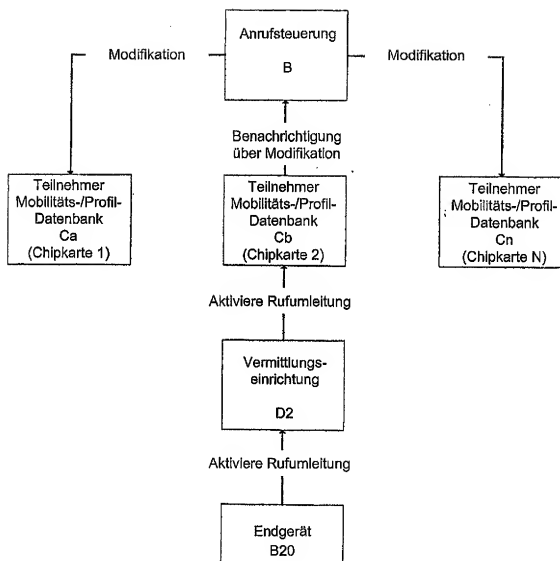 Anrufsteuerung
B
Modifikation
Modifikation
Benachrichtigung
über Modifikation
Teilnehmer
Mobilitäts-/Profil-
Datenbank
Ca
(Chipkarte 1)
Teilnehmer
Mobilitäts-/Profil-
Datenbank
Cb
(Chipkarte 2)
Teilnehmer
Mobilitäts-/Profil-
Datenbank
Cn
(Chipkarte N)
Aktiviere Rufumleitung
Vermittlungs-
einrichtung
D2
Aktiviere Rufumleitung
Endgerät
B20